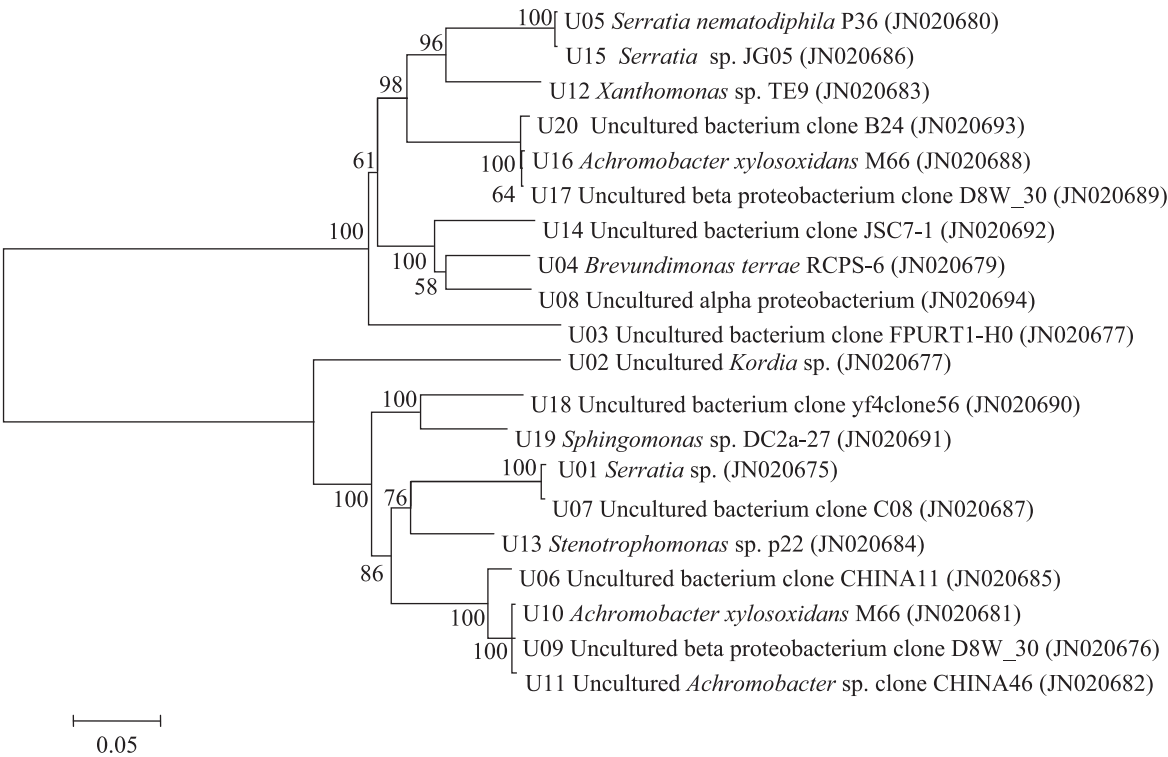 100 U05 Serratia nematodiphila P36 (JN020680)
96
U15 Serratia sp. JG05 (JN020686)
98
U12 Xanthomonas sp. TE9 (JN020683)
U20 Uncultured bacterium clone B24 (JN020693)
61
100 U16 Achromobacter xylosoxidans M66 (JN020688)
64 U17 Uncultured beta proteobacterium clone D8W_30 (JN020689)
100
U14 Uncultured bacterium clone JSC7-1 (JN020692)
100 U04 Brevundimonas terrae RCPS-6 (JN020679)
58
U08 Uncultured alpha proteobacterium (JN020694)
U03 Uncultured bacterium clone FPURT1-H0 (JN020677)
U02 Uncultured Kordia sp. (JN020677)
100
U18 Uncultured bacterium clone yf4clone56 (JN020690)
U19 Sphingomonas sp. DC2a-27 (JN020691)
100 U01 Serratia sp. (JN020675)
100 76
U07 Uncultured bacterium clone C08 (JN020687)
U13 Stenotrophomonas sp. p22 (JN020684)
86
U06 Uncultured bacterium clone CHINA11 (JN020685)
100 U10 Achromobacter xylosoxidans M66 (JN020681)
100 U09 Uncultured beta proteobacterium clone D8W_30 (JN020676)
U11 Uncultured Achromobacter sp. clone CHINA46 (JN020682)
0.05